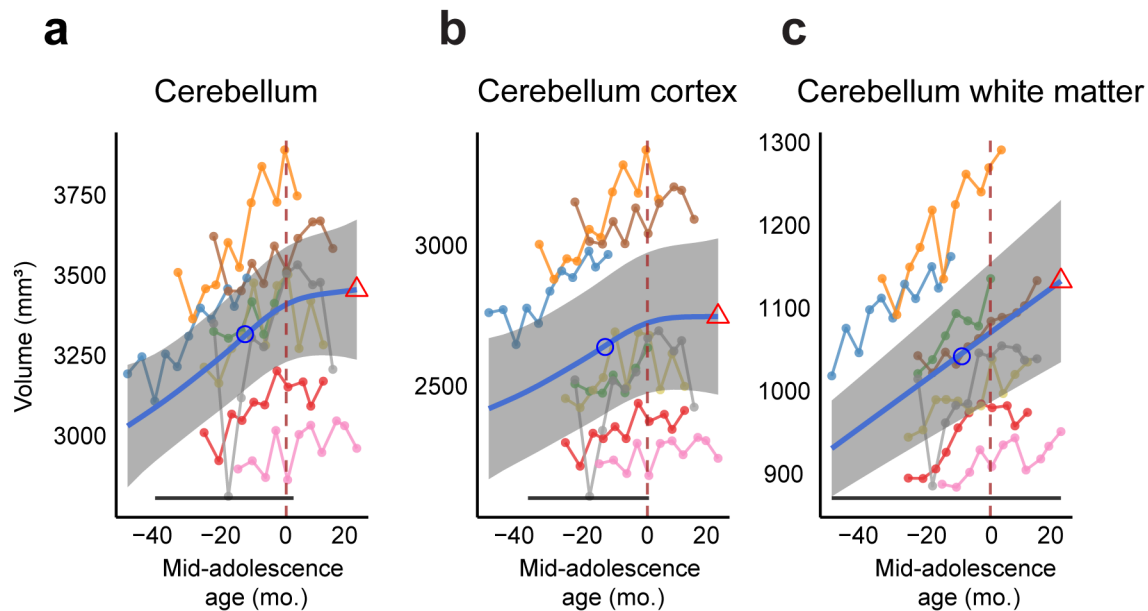 a
b
c
Cerebellum
Cerebellum cortex
Cerebellum white matter
Volume (mm³)
3750
3500
3250
3000
3000
2500
1300
1200
1100
1000
900
−40 −20 0 20
−40 −20 0 20
−40 −20 0 20
Mid-adolescence
age (mo.)
Mid-adolescence
age (mo.)
Mid-adolescence
age (mo.)